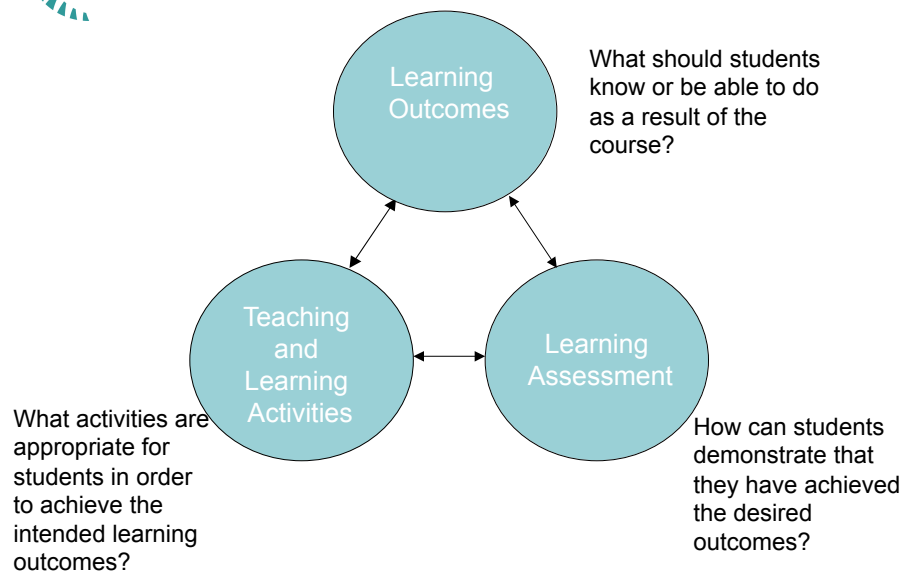 Learning
Outcomes
What should students
know or be able to do
as a result of the
course?
Teaching
and
Learning
Activities
Learning
Assessment
What activities are
appropriate for
students in order
to achieve the
intended learning
outcomes?
How can students
demonstrate that
they have achieved
the desired
outcomes?